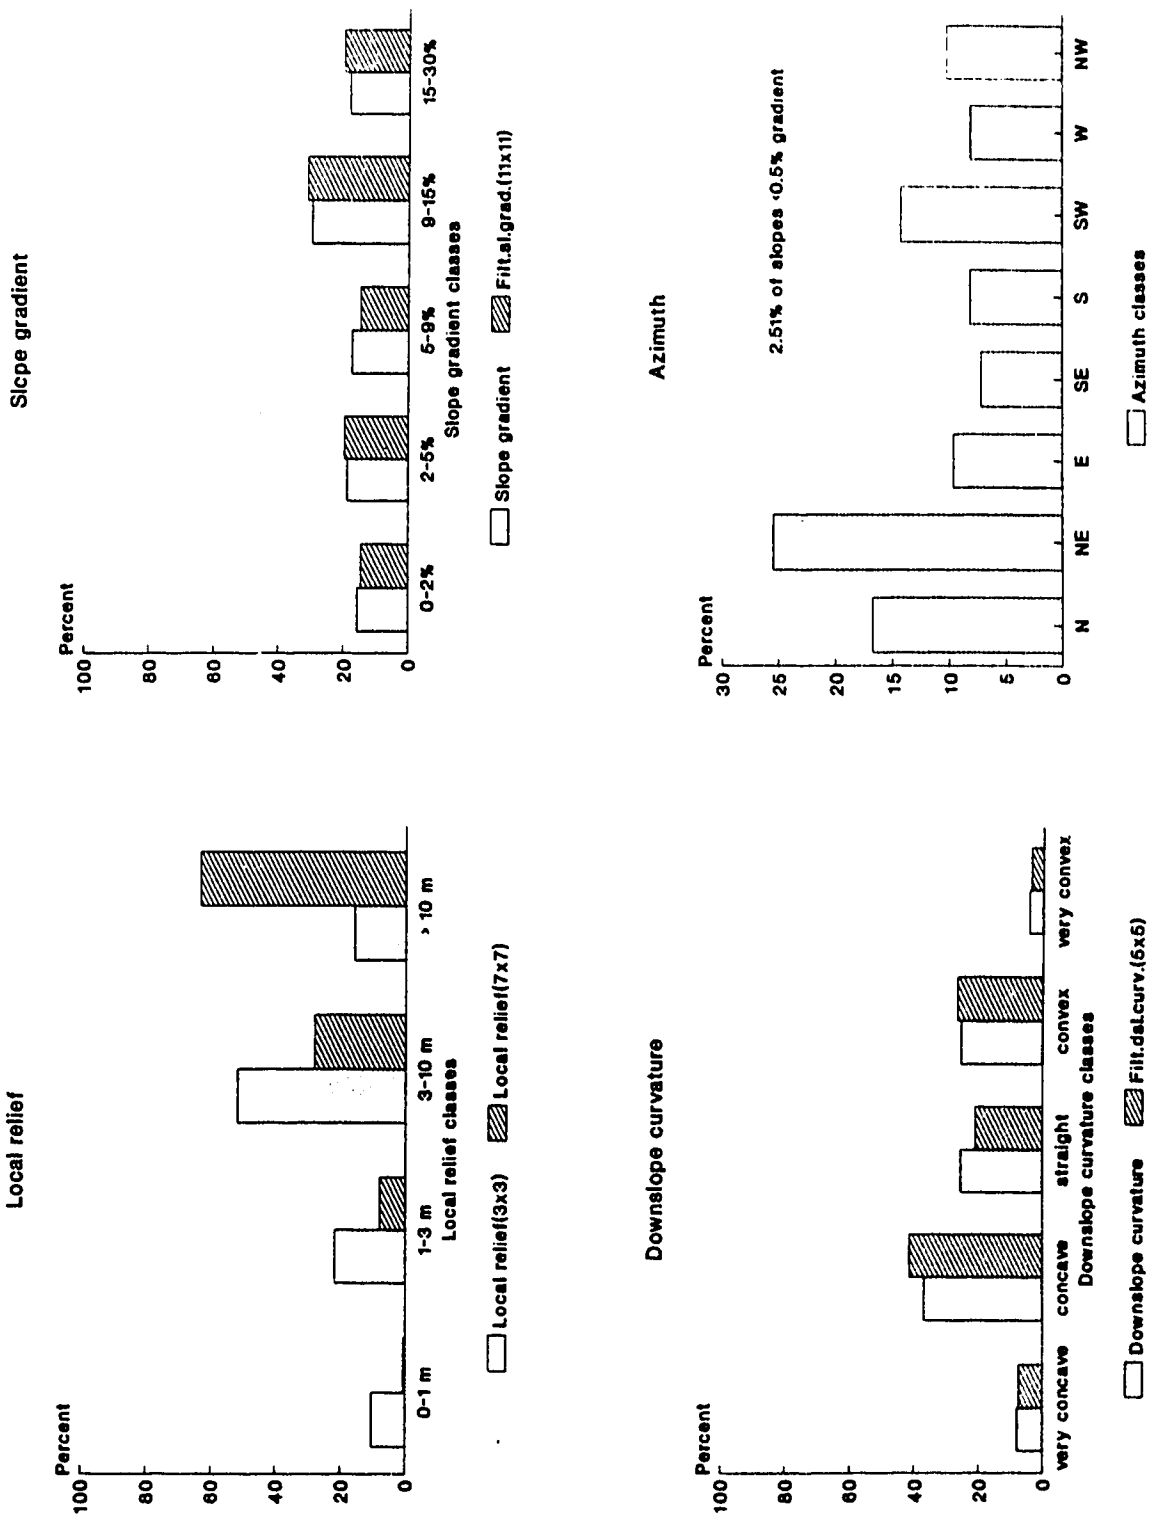 Local relief
Percent
100
80
60
40
20
0
0-1 m
1-3 m
3-10 m
> 10 m
Local relief classes
Local relief(3x3)
Local relief(7x7)
Slope gradient
Percent
100
80
60
40
20
0
0-2%
2-5%
5-9%
9-15%
15-30%
Slope gradient classes
Slope gradient
Filt.sl.grad.(11x11)
Downslope curvature
Percent
100
80
60
40
20
0
very concave
concave
straight
convex
very convex
Downslope curvature classes
Downslope curvature
Filt.dsl.curv.(5x5)
Azimuth
Percent
2.51% of slopes <0.5% gradient
30
25
20
15
10
5
0
N
NE
E
SE
S
SW
W
NW
Azimuth classes